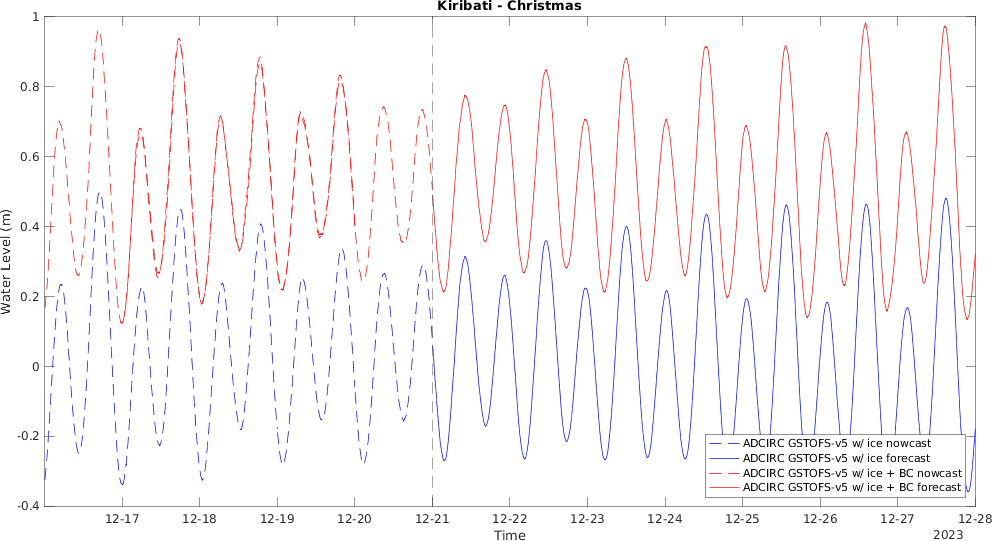 Kiribati - Christmas
1
0.8
0.6
0.4
0.2
0
-0.2
-0.4
Water Level (m)
ADCIRC GSTOFS-v5 w/ ice nowcast
ADCIRC GSTOFS-v5 w/ ice forecast
ADCIRC GSTOFS-v5 w/ ice + BC nowcast
ADCIRC GSTOFS-v5 w/ ice + BC forecast
12-17 12-18 12-19 12-20 12-21 12-22 12-23 12-24 12-25 12-26 12-27 12-28
Time
2023